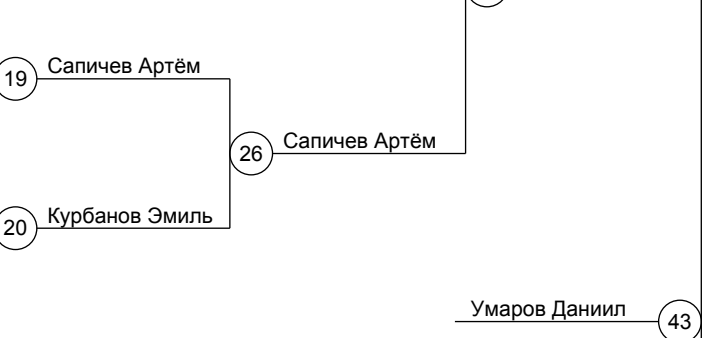 19 Сапичев Артём
26 Сапичев Артём
20 Курбанов Эмиль
Умаров Даниил 43